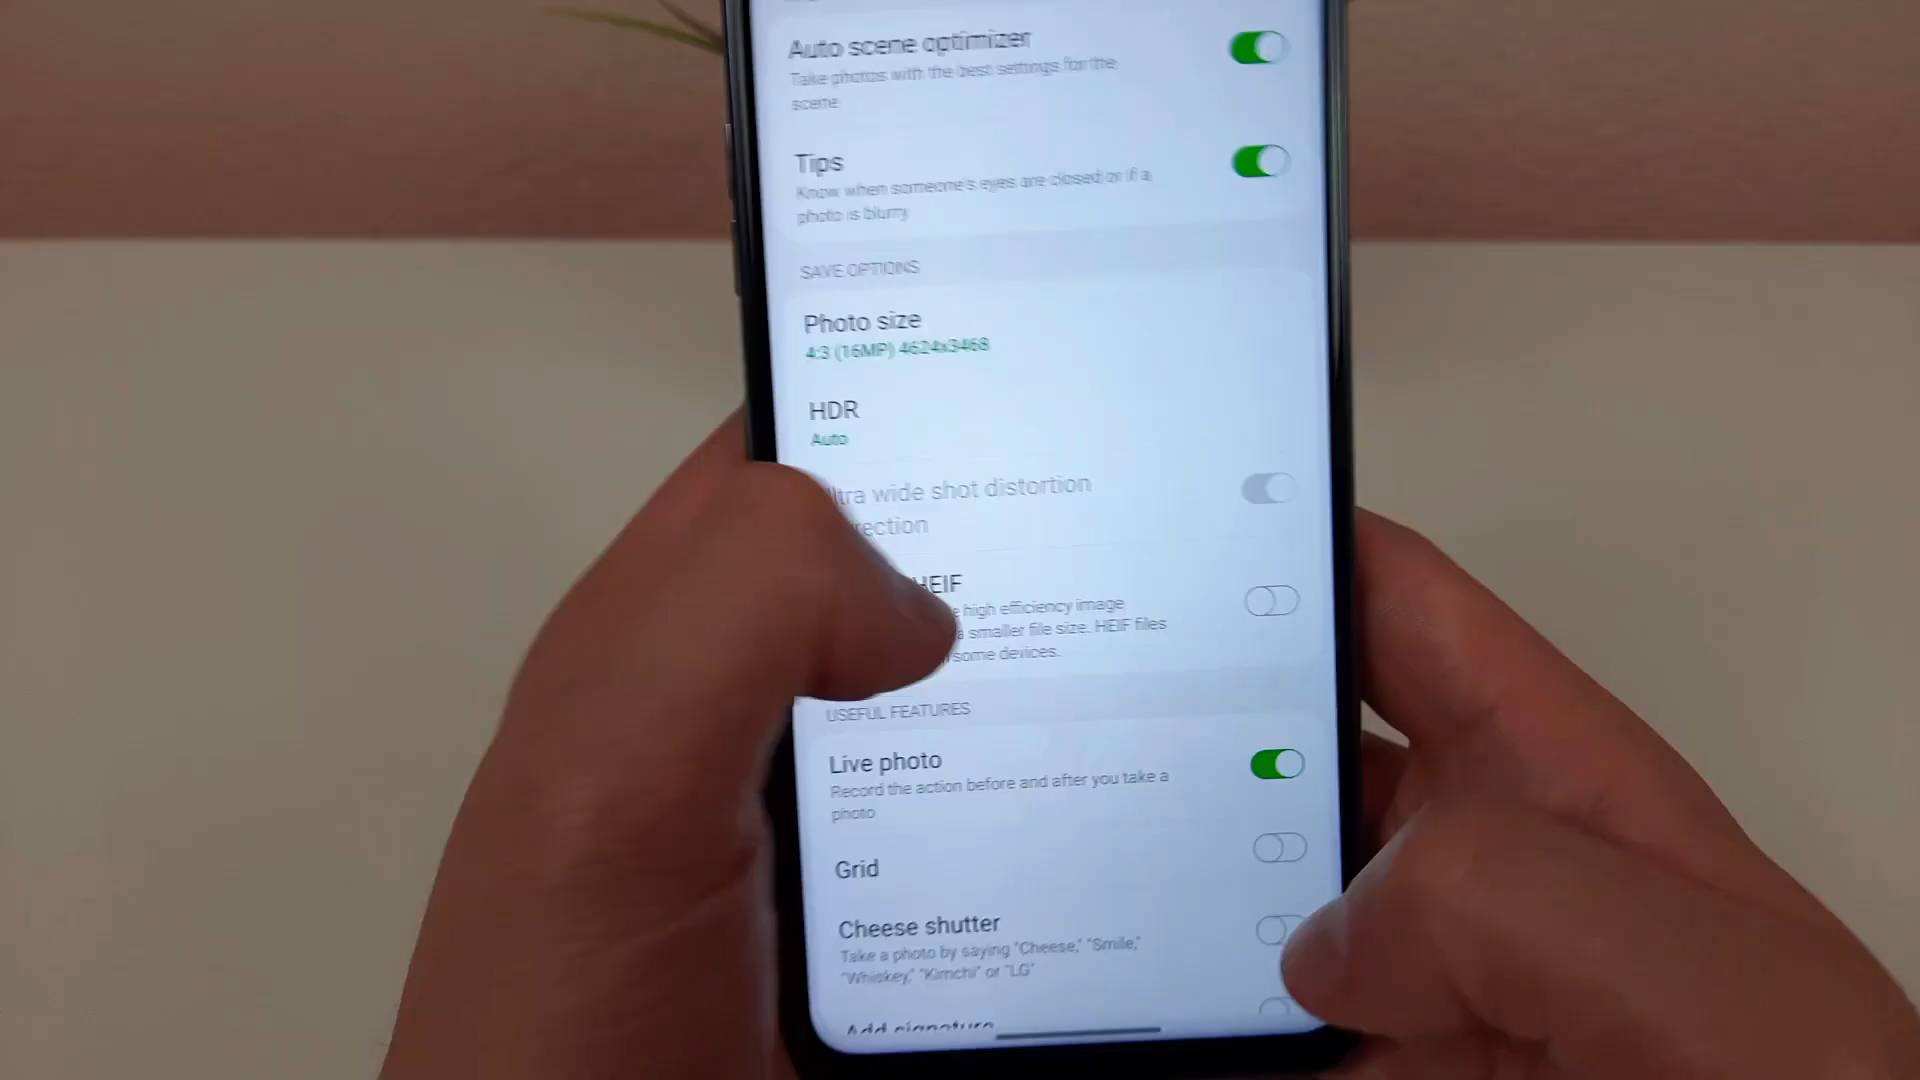 Auto scene optimizer
Take photos with the best settings for the
scene
Tips
Know when someone's eyes are closed or if a
photo is blurry
SAVE OPTIONS
Photo size
4:3 (16MP) 4624x3468
HDR
Auto
ltra wide shot distortion
rection
HEIF
e high efficiency image
a smaller file size. HEIF files
some devices.
USEFUL FEATURES
Live photo
Record the action before and after you take a
photo
Grid
Cheese shutter
Take a photo by saying "Cheese," "Smile,"
"Whiskey," "Kimchi" or "LG"
Add signature